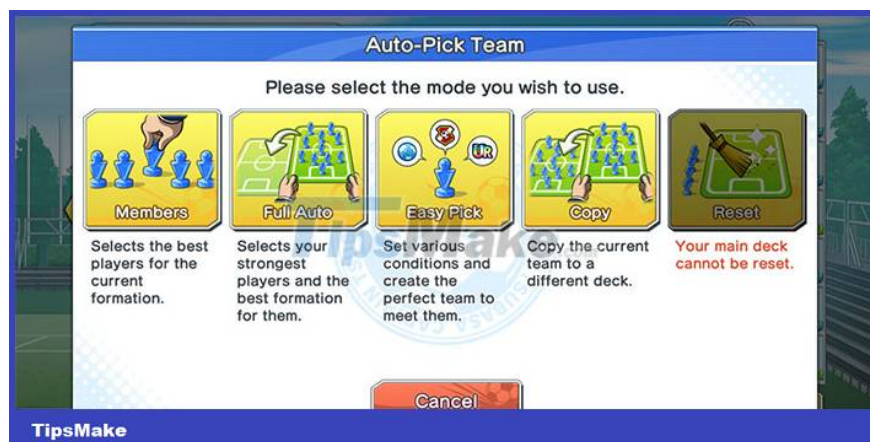 Auto-Pick Team
Please select the mode you wish to use.
Members
Full Auto
Easy Pick
UR
Copy
Reset
Selects the best
players for the
current
formation.
Selects your
strongest
players and the
best formation
for them.
Set various
conditions and
create the
perfect team to
meet them.
Copy the current
team to a
different deck.
Your main deck
cannot be reset.
TipsMake.com
Cancel
TipsMake